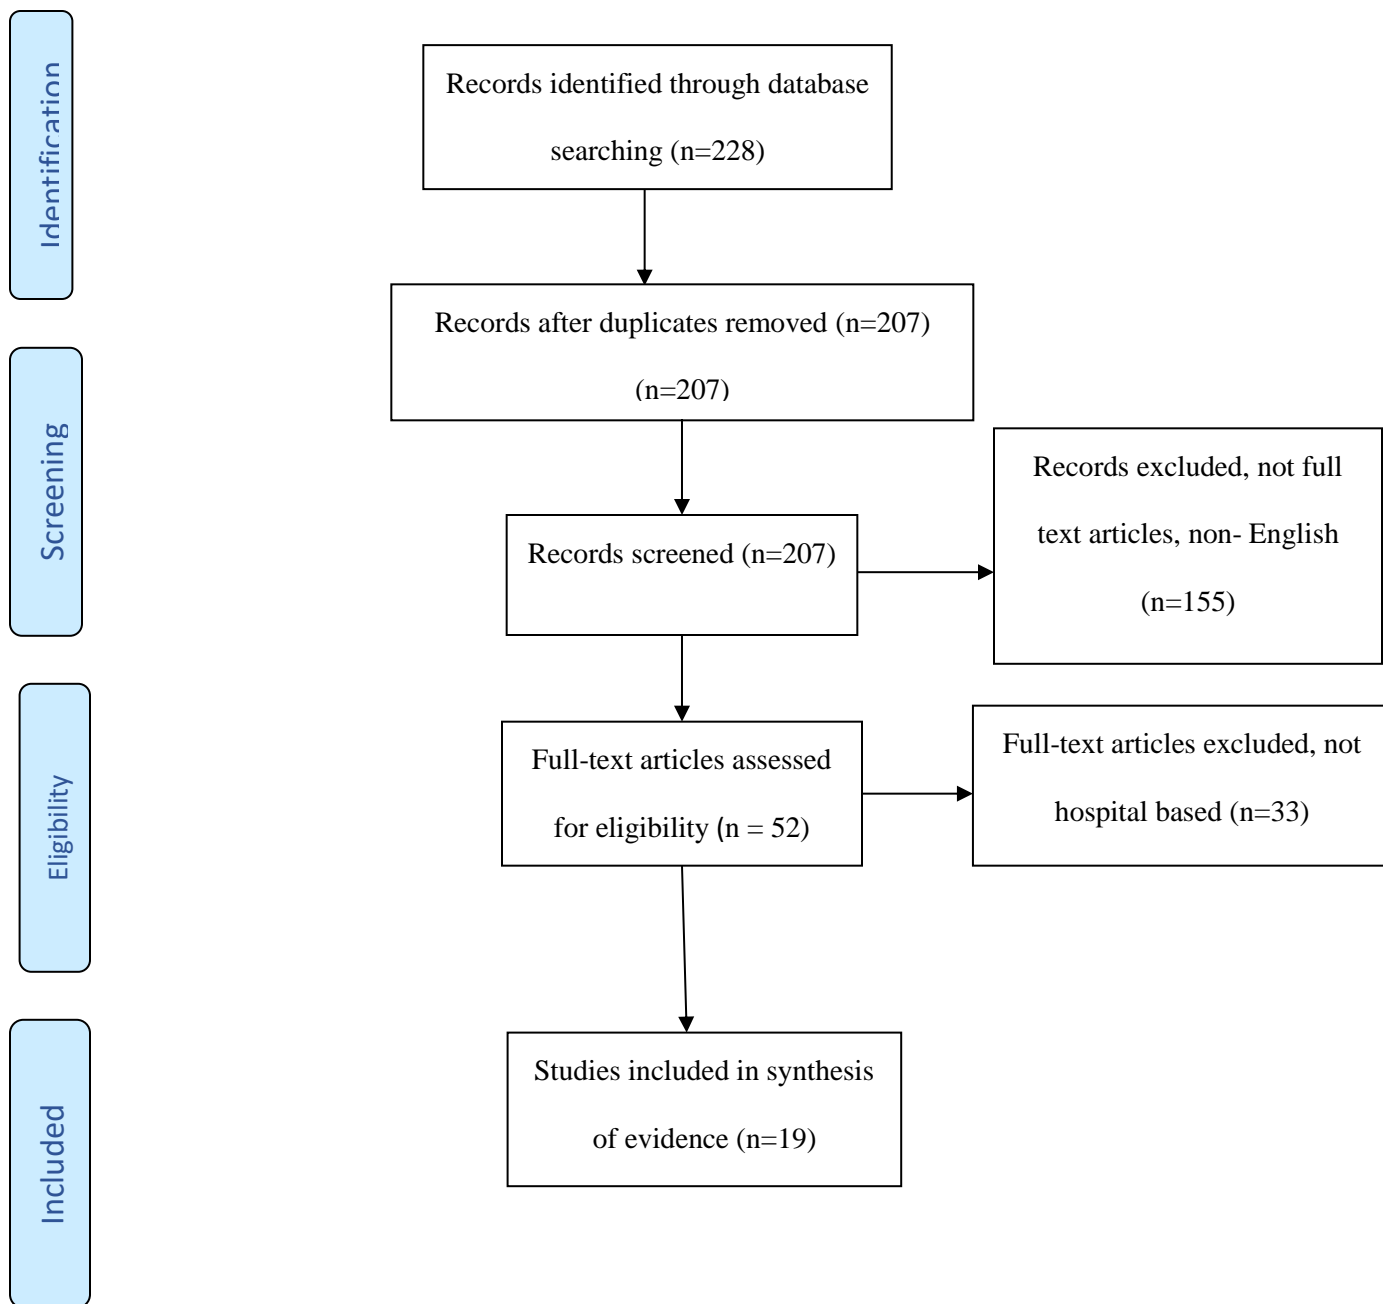 Identification
Records identified through database
searching (n=228)
Records after duplicates removed (n=207)
(n=207)
Screening
Records excluded, not full
text articles, non- English
(n=155)
Records screened (n=207)
Eligibility
Full-text articles assessed
for eligibility (n = 52)
Full-text articles excluded, not
hospital based (n=33)
Included
Studies included in synthesis
of evidence (n=19)